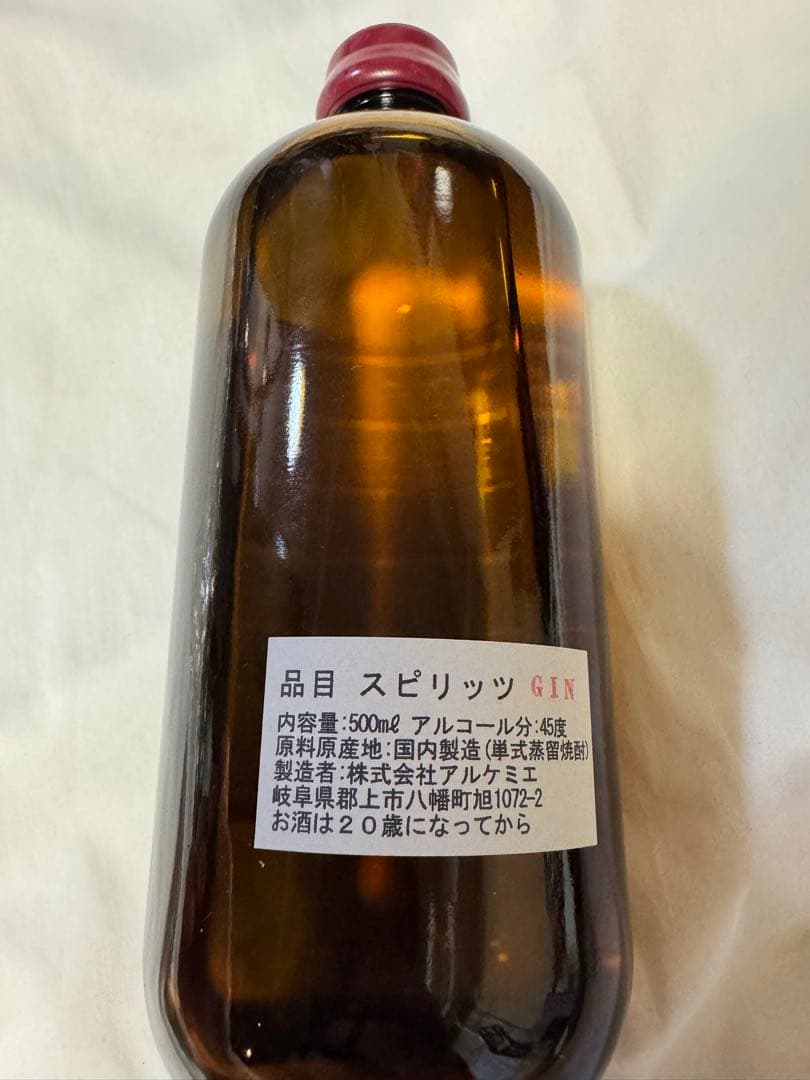 品目 スピリッツ GIN
内容量:500㎖ アルコール分:45度
原料原産地:国内製造(単式蒸留焼酎)
製造者:株式会社アルケミエ
岐阜県郡上市八幡町旭1072-2
お酒は20歳になってから